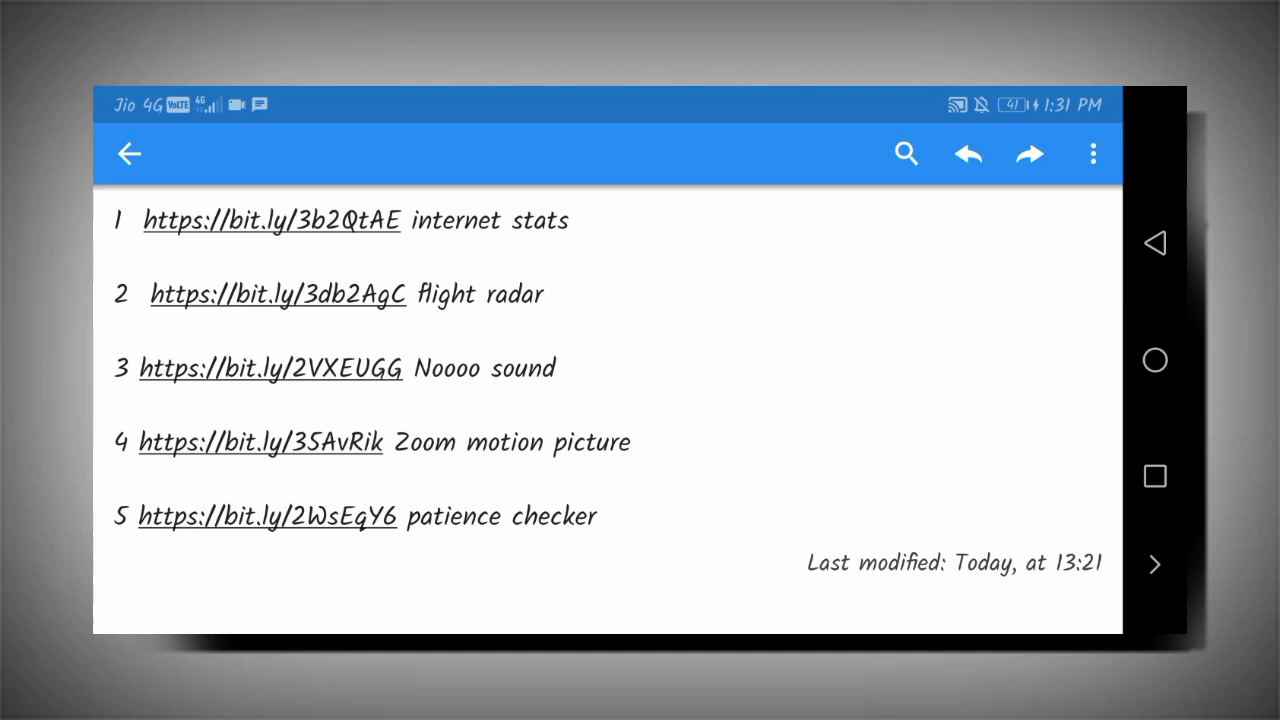 Jio 4G VoLTE 4G 41 1:31 PM
1 https://bit.ly/3b2QtAE internet stats
2 https://bit.ly/3db2AgC flight radar
3 https://bit.ly/2VXEUGG Noooo sound
4 https://bit.ly/35AvRik Zoom motion picture
5 https://bit.ly/2WsEqY6 patience checker
Last modified: Today, at 13:21